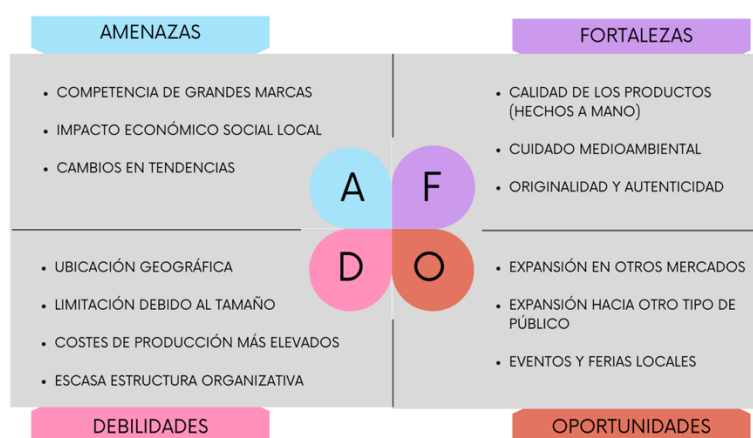 AMENAZAS
• COMPETENCIA DE GRANDES MARCAS
• IMPACTO ECONÓMICO SOCIAL LOCAL
• CAMBIOS EN TENDENCIAS
FORTALEZAS
• CALIDAD DE LOS PRODUCTOS
(HECHOS A MANO)
• CUIDADO MEDIOAMBIENTAL
• ORIGINALIDAD Y AUTENTICIDAD
A
F
D
O
• UBICACIÓN GEOGRÁFICA
• LIMITACIÓN DEBIDO AL TAMAÑO
• COSTES DE PRODUCCIÓN MÁS ELEVADOS
• ESCASA ESTRUCTURA ORGANIZATIVA
DEBILIDADES
• EXPANSIÓN EN OTROS MERCADOS
• EXPANSIÓN HACIA OTRO TIPO DE
PÚBLICO
• EVENTOS Y FERIAS LOCALES
OPORTUNIDADES